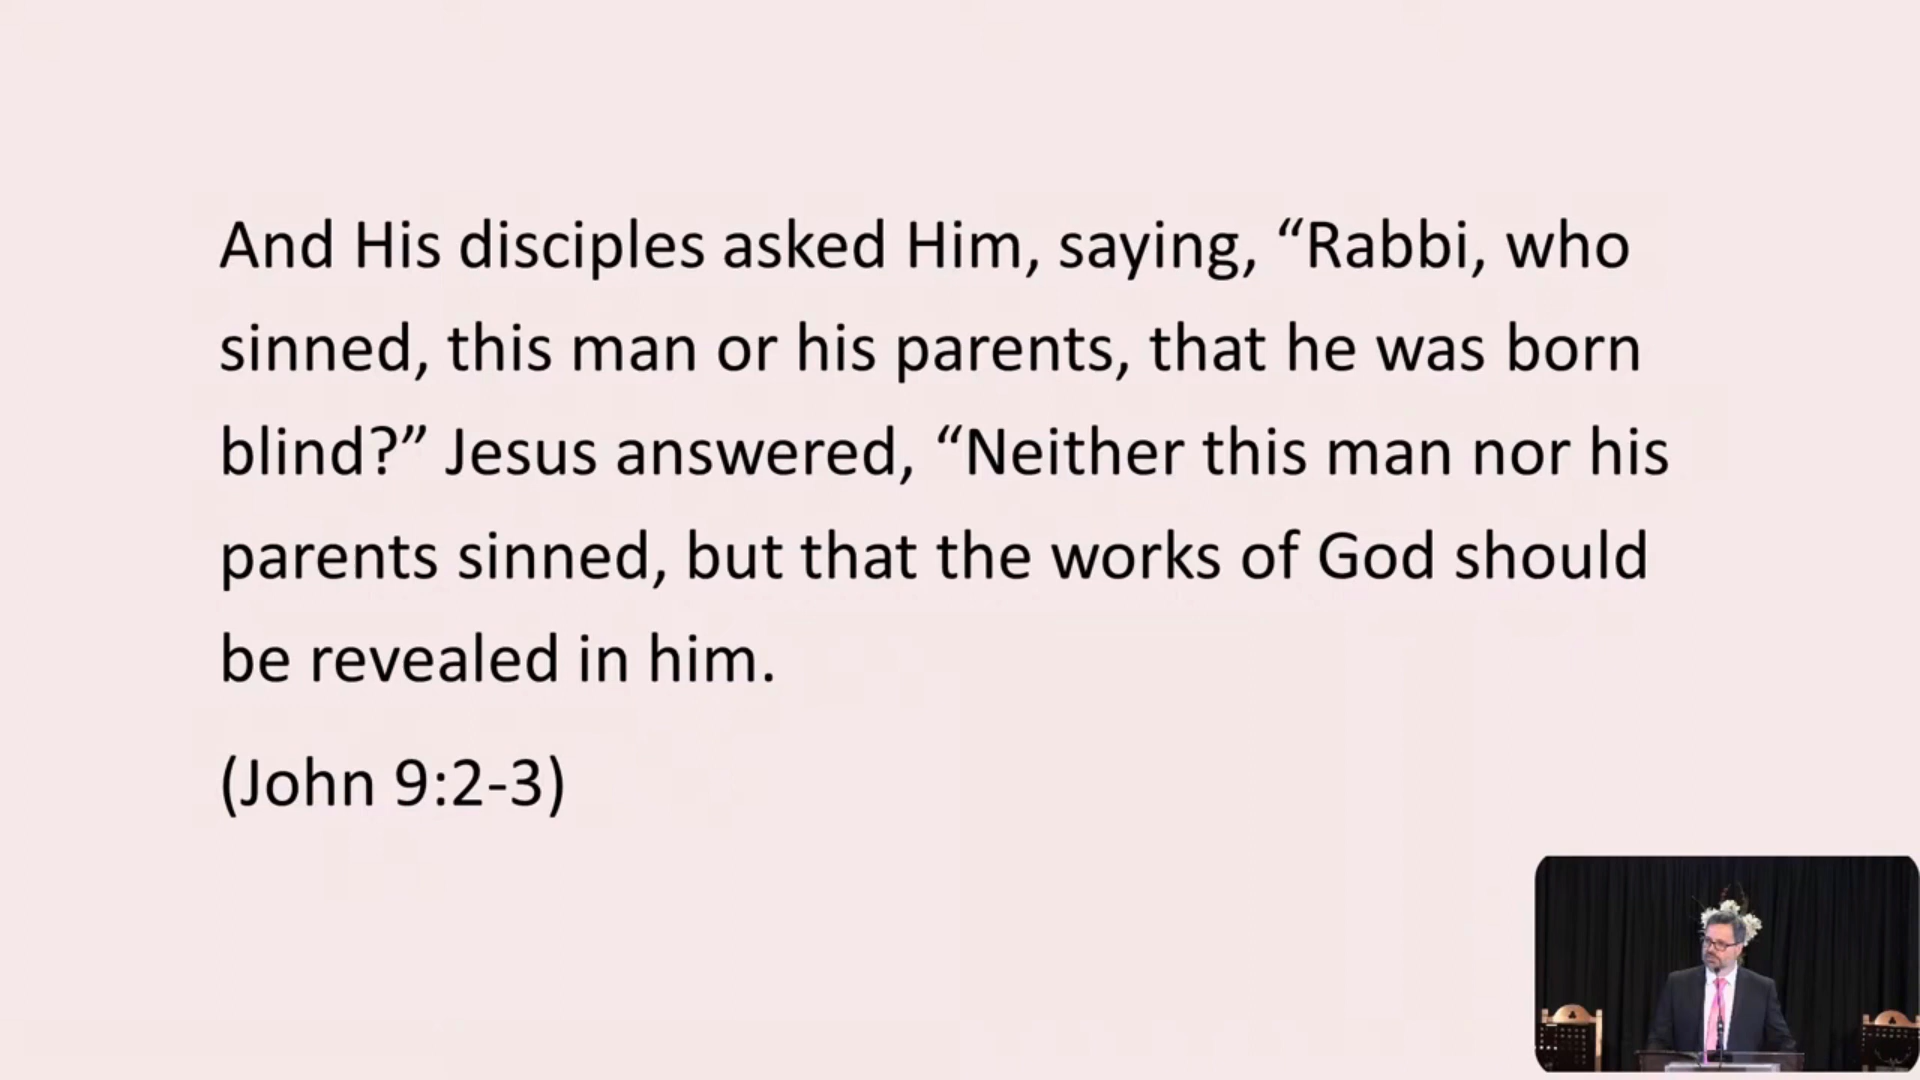 And His disciples asked Him, saying, “Rabbi, who
sinned, this man or his parents, that he was born
blind?” Jesus answered, “Neither this man nor his
parents sinned, but that the works of God should
be revealed in him.
(John 9:2-3)